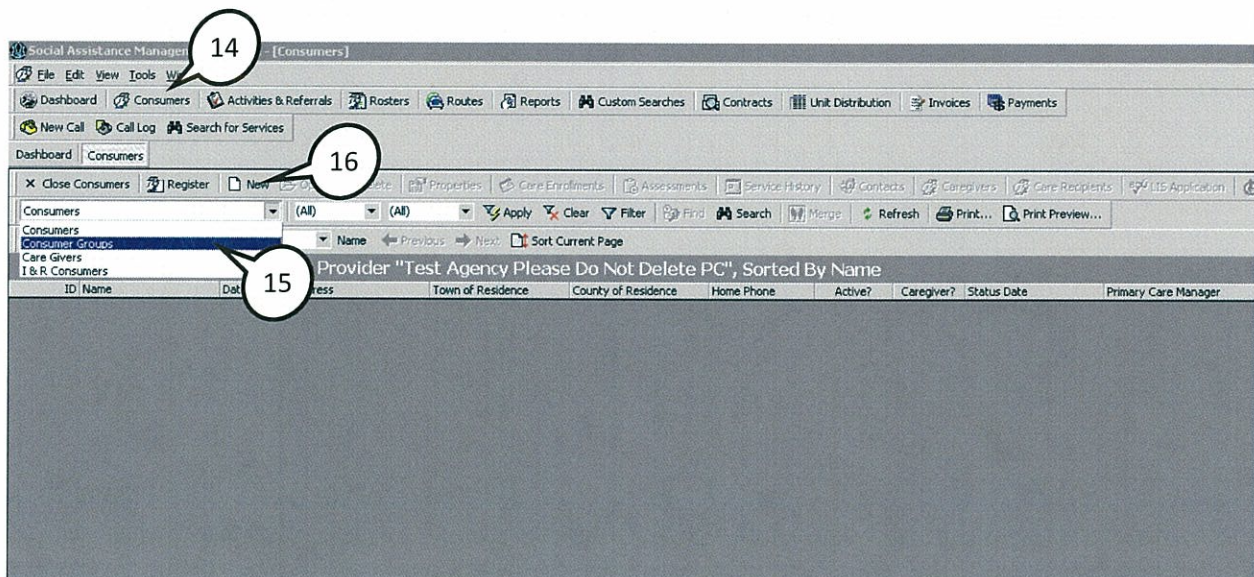 14
Social Assistance Manage - [Consumers]
File Edit View Tools
Dashboard Consumers Activities & Referrals Rosters Routes Reports Custom Searches Contracts Unit Distribution Invoices Payments
New Call Call Log Search for Services
Dashboard Consumers
16
Close Consumers Register New Properties Care Enrolments Assessments Service History Contacts Caregivers Care Recipients LIS Application
Consumers (All) (All) Apply Clear Filter Find Search Merge Refresh Print... Print Preview...
Consumers
Consumer Groups
Care Givers
I & R Consumers
Name Previous Next Sort Current Page
15
Provider "Test Agency Please Do Not Delete PC", Sorted By Name
ID Name Town of Residence County of Residence Home Phone Active? Caregiver? Status Date Primary Care Manager